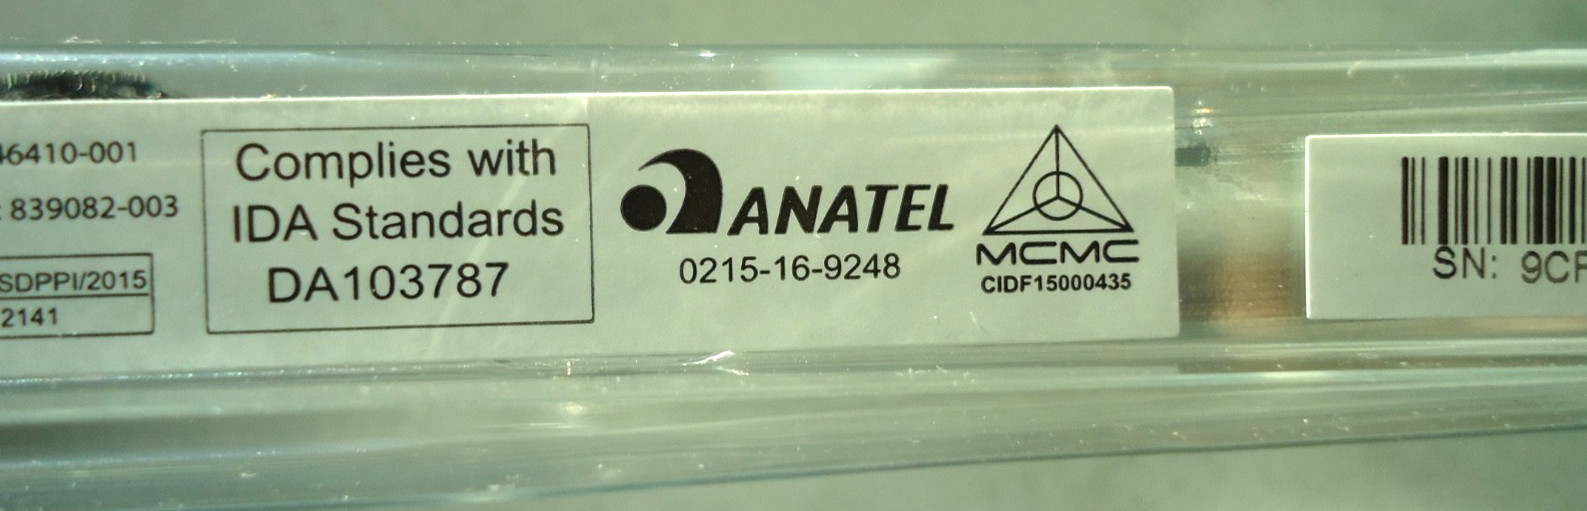 46410-001
: 839082-003
SDPPI/2015
2141
Complies with
IDA Standards
DA103787
ANATEL
0215-16-9248
MCMC
CIDF15000435
SN: 9CF